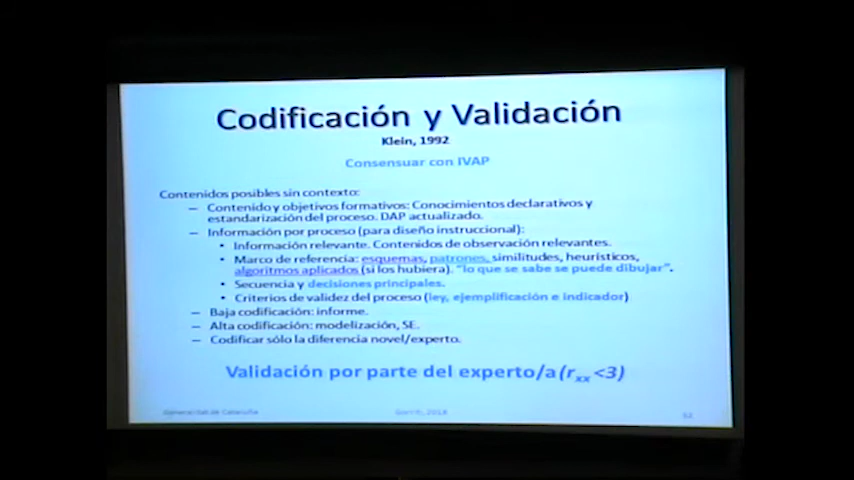 Codificación y Validación
Klein, 1992
Consensuar con IVAP
Contenidos posibles sin contexto:
– Contenido y objetivos formativos: Conocimientos declarativos y
estandarización del proceso. DAP actualizado.
– Información por proceso (para diseño instruccional):
• Información relevante. Contenidos de observación relevantes.
• Marco de referencia: esquemas, patrones, similitudes, heurísticos,
algoritmos aplicados (si los hubiera). "lo que se sabe se puede dibujar".
• Secuencia y decisiones principales.
• Criterios de validez del proceso (ley, ejemplificación e indicador)
– Baja codificación: informe.
– Alta codificación: modelización, SE.
– Codificar sólo la diferencia novel/experto.
Validación por parte del experto/a (rxx <3)
Generalitat de Catalunya
2018
52